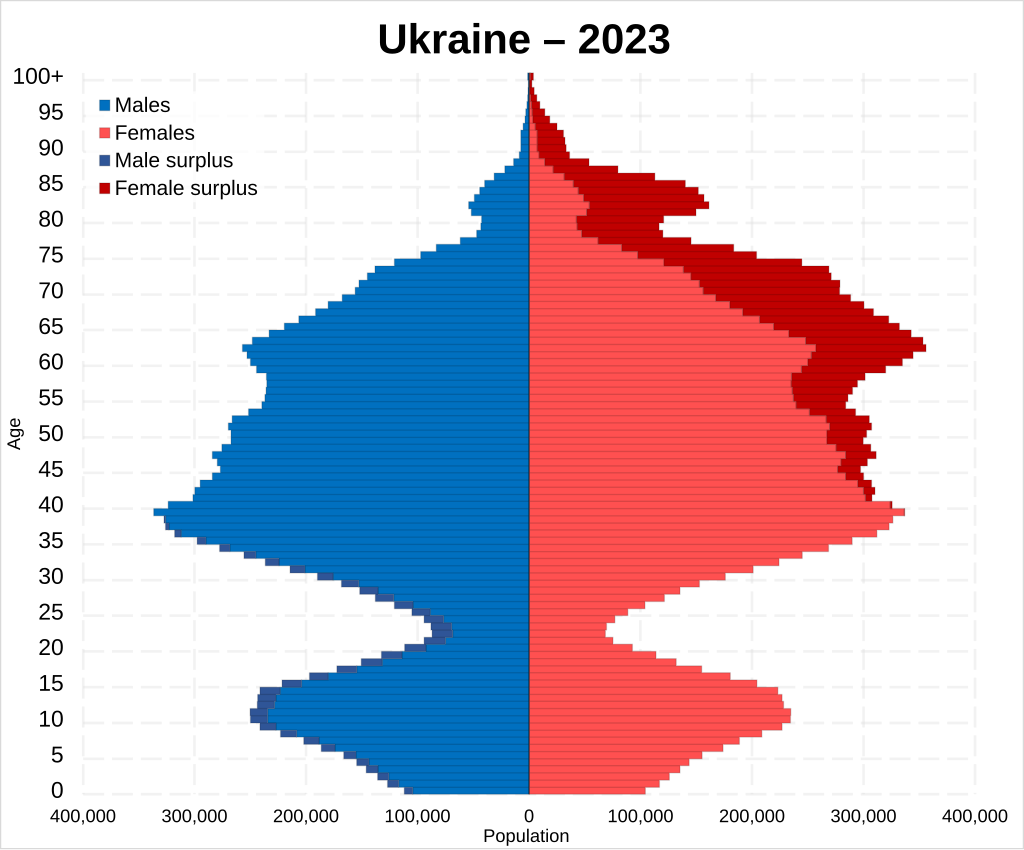 Ukraine – 2023
100+
95
90
85
80
75
70
65
60
55
50
45
40
35
30
25
20
15
10
5
0
Males
Females
Male surplus
Female surplus
Age
400,000 300,000 200,000 100,000 0 100,000 200,000 300,000 400,000
Population